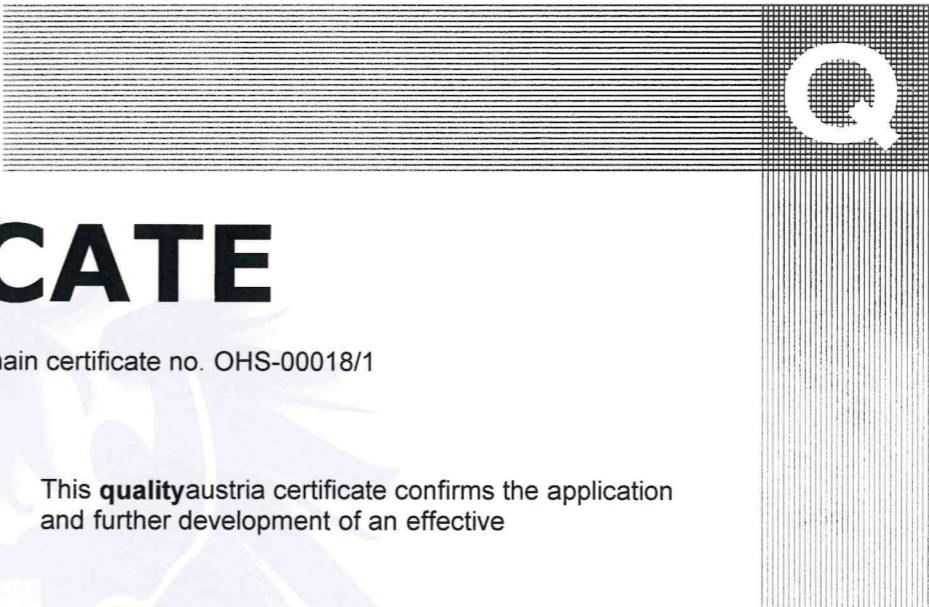 Q
CATE
ain certificate no. OHS-00018/1
This qualityaustria certificate confirms the application
and further development of an effective